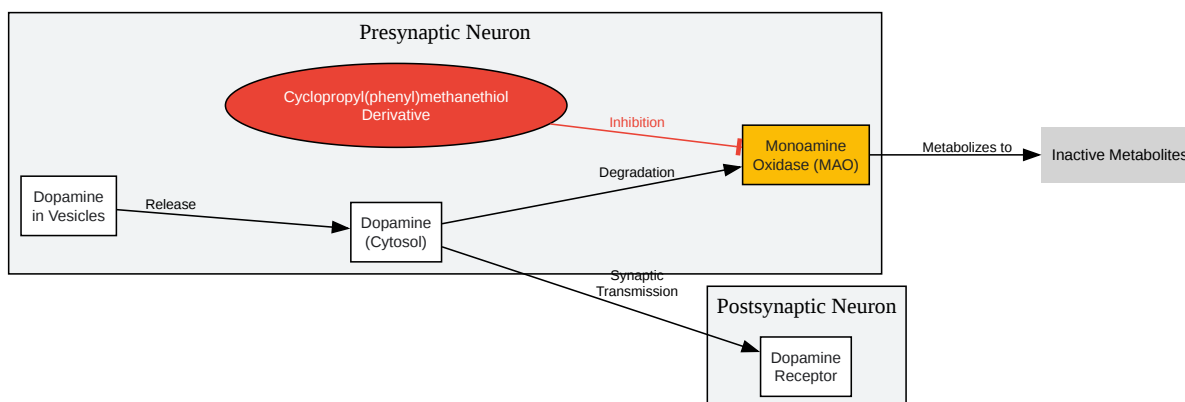 Presynaptic Neuron
Cyclopropyl(phenyl)methanethiol
Derivative
Inhibition
Monoamine
Oxidase (MAO)
Metabolizes to
Inactive Metabolites
Degradation
Dopamine
in Vesicles
Release
Dopamine
(Cytosol)
Synaptic
Transmission
Postsynaptic Neuron
Dopamine
Receptor